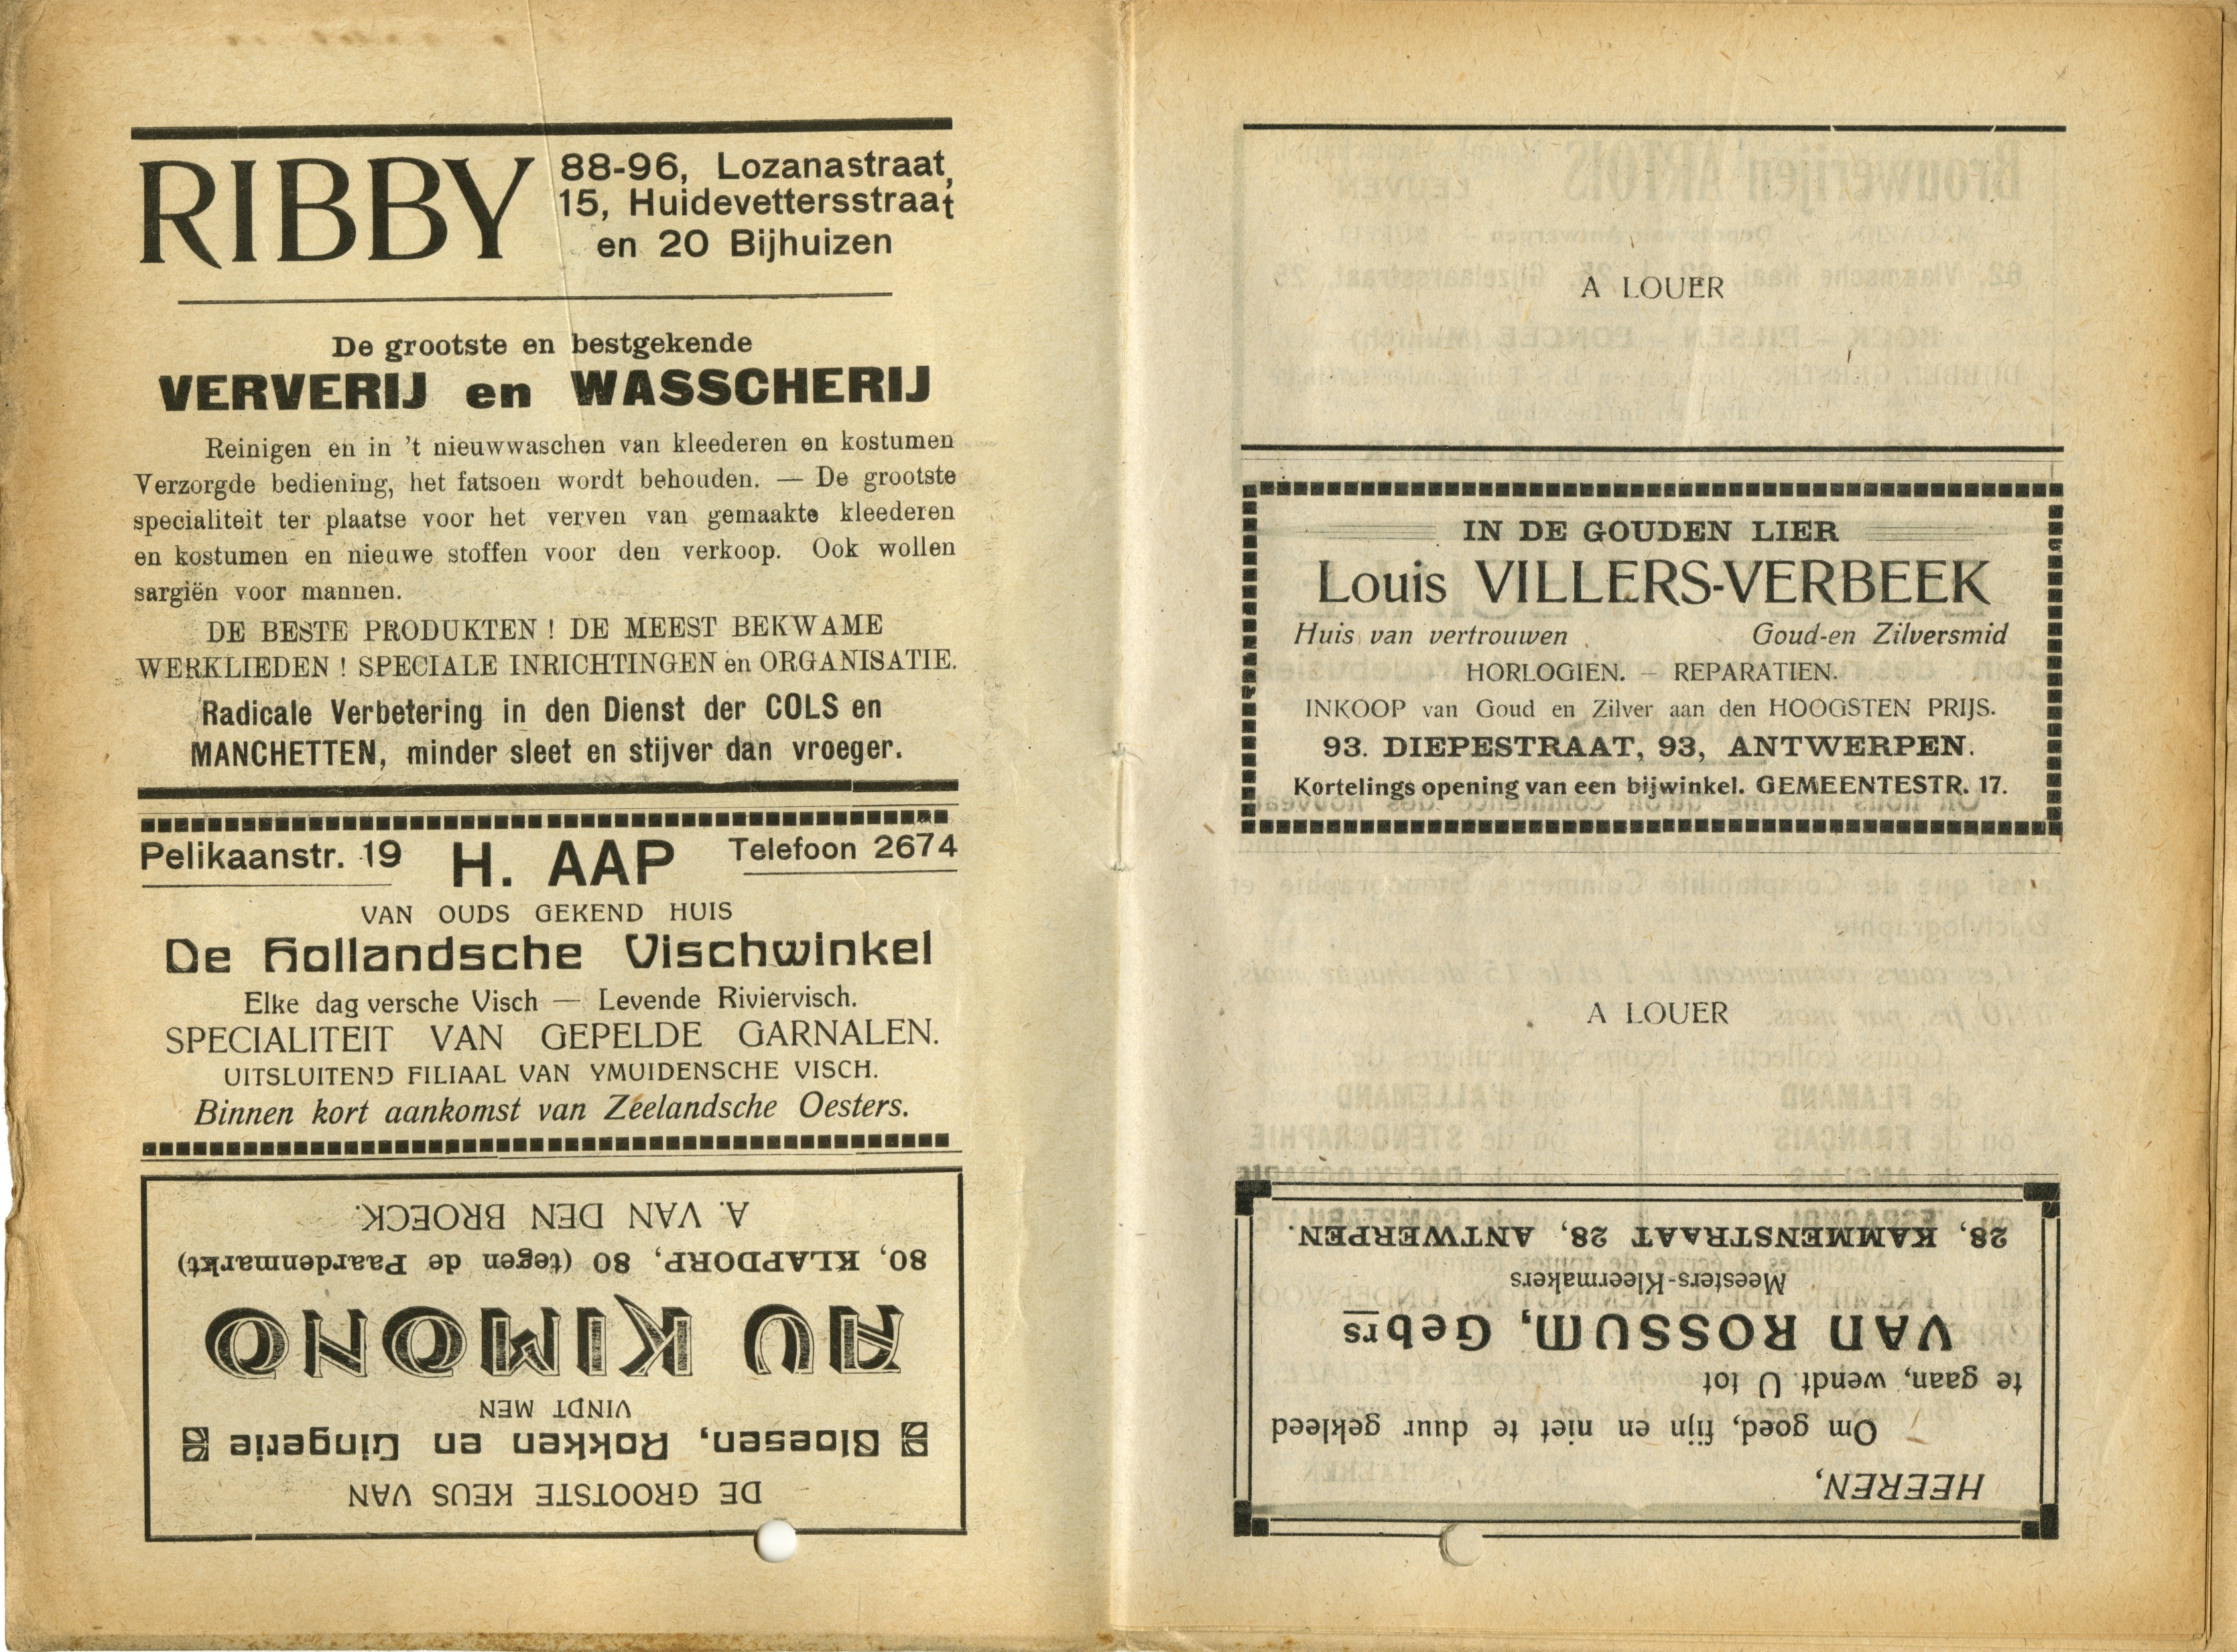 RIBBY
88-96, Lozanastraat,
15, Huidevettersstraat
en 20 Bijhuizen
De grootste en bestgekende
VERVERIJ en WASSCHERIJ
Reinigen en in 't nieuwwaschen van kleederen en kostumen
Verzorgde bediening, het fatsoen wordt behouden. — De grootste
specialiteit ter plaatse voor het verven van gemaakte kleederen
en kostumen en nieuwe stoffen voor den verkoop. Ook wollen
sargiën voor mannen.
DE BESTE PRODUKTEN ! DE MEEST BEKWAME
WERKLIEDEN ! SPECIALE INRICHTINGEN en ORGANISATIE.
Radicale Verbetering in den Dienst der COLS en
MANCHETTEN, minder sleet en stijver dan vroeger.
Pelikaanstr. 19 H. AAP Telefoon 2674
VAN OUDS GEKEND HUIS
De Hollandsche Vischwinkel
Elke dag versche Visch — Levende Riviervisch.
SPECIALITEIT VAN GEPELDE GARNALEN.
UITSLUITEND FILIAAL VAN YMUIDENSCHE VISCH.
Binnen kort aankomst van Zeelandsche Oesters.
DE GROOTSTE KEUS VAN
Bloesen, Rokken en Lingerie
VINDT MEN
AU KIMONO
80, KLAPDORP, 80 (tegen de Paardenmarkt)
A. VAN DEN BROECK.
A LOUER
IN DE GOUDEN LIER
Louis VILLERS-VERBEEK
Huis van vertrouwen Goud-en Zilversmid
HORLOGIEN. — REPARATIEN.
INKOOP van Goud en Zilver aan den HOOGSTEN PRIJS.
93. DIEPESTRAAT, 93, ANTWERPEN.
Kortelings opening van een bijwinkel. GEMEENTESTR. 17.
A LOUER
HEEREN,
Om goed, fijn en niet te duur gekleed
te gaan, wendt U tot
VAN ROSSUM, Gebrs
Meesters-Kleermakers
28, KAMMENSTRAAT 28, ANTWERPEN.